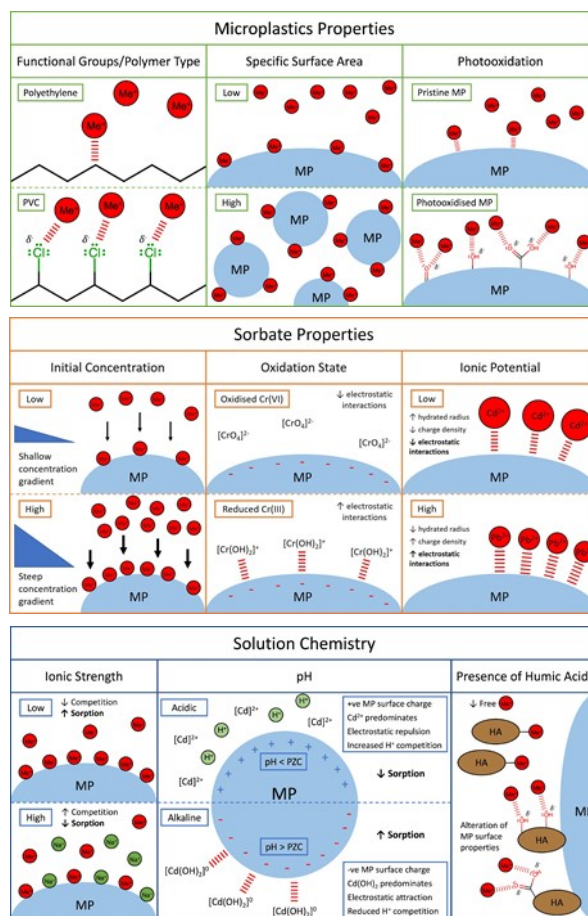 Microplastics Properties
Functional Groups/Polymer Type
Specific Surface Area
Photooxidation
Polyethylene
Me⁺
Me⁺
Me⁺
Low
MP
Pristine MP
MP
PVC
Me⁺
Me⁺
Me⁺
δ⁻
δ⁻
δ⁻
Cl
Cl
Cl
High
MP
MP
MP
MP
Photooxidised MP
MP
Sorbate Properties
Initial Concentration
Oxidation State
Ionic Potential
Low
Shallow
concentration
gradient
MP
Oxidised Cr(VI)
↓ electrostatic
interactions
[CrO₄]²⁻
[CrO₄]²⁻
[CrO₄]²⁻
MP
Low
↑ hydrated radius
↓ charge density
↓ electrostatic
interactions
Cd²⁺
Cd²⁺
Cd²⁺
MP
High
Steep
concentration
gradient
MP
Reduced Cr(III)
↑ electrostatic
interactions
[Cr(OH)₂]⁺
[Cr(OH)₂]⁺
[Cr(OH)₂]⁺
MP
High
↓ hydrated radius
↑ charge density
↑ electrostatic
interactions
Pb²⁺
Pb²⁺
Pb²⁺
MP
Solution Chemistry
Ionic Strength
pH
Presence of Humic Acid
Low
↓ Competition
↑ Sorption
MP
High
↑ Competition
↓ Sorption
MP
Acidic
[Cd]²⁺
[Cd]²⁺
[Cd]²⁺
[Cd]²⁺
[Cd]²⁺
H⁺
H⁺
H⁺
H⁺
pH < PZC
MP
+ve MP surface charge
Cd²⁺ predominates
Electrostatic repulsion
Increased H⁺ competition
↓ Sorption
Alkaline
pH > PZC
[Cd(OH)₂]⁰
[Cd(OH)₂]⁰
[Cd(OH)₂]⁰
↑ Sorption
-ve MP surface charge
Cd(OH)₂ predominates
Electrostatic attraction
Reduced H⁺ competition
↓ Free
HA
HA
Alteration of
MP surface
properties
HA
HA